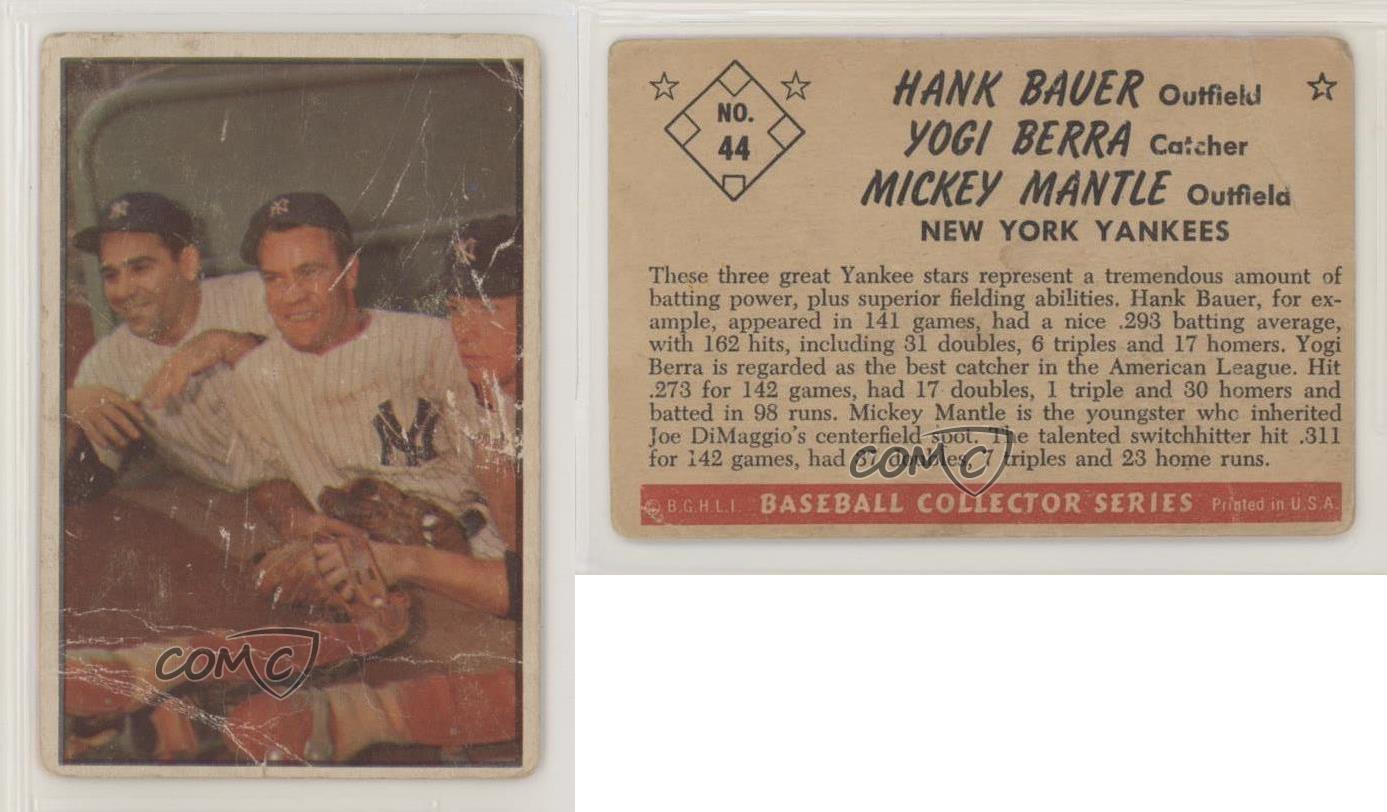 NY
COMC
NO.
44
HANK BAUER Outfield
YOGI BERRA Catcher
MICKEY MANTLE Outfield
NEW YORK YANKEES
These three great Yankee stars represent a tremendous amount of
batting power, plus superior fielding abilities. Hank Bauer, for ex-
ample, appeared in 141 games, had a nice .293 batting average,
with 162 hits, including 31 doubles, 6 triples and 17 homers. Yogi
Berra is regarded as the best catcher in the American League. Hit
.273 for 142 games, had 17 doubles, 1 triple and 30 homers and
batted in 98 runs. Mickey Mantle is the youngster who inherited
Joe DiMaggio's centerfield spot. The talented switchhitter hit .311
for 142 games, had 37 doubles, 7 triples and 23 home runs.
COMC
© B.G.H.L.I. BASEBALL COLLECTOR SERIES Printed in U.S.A.